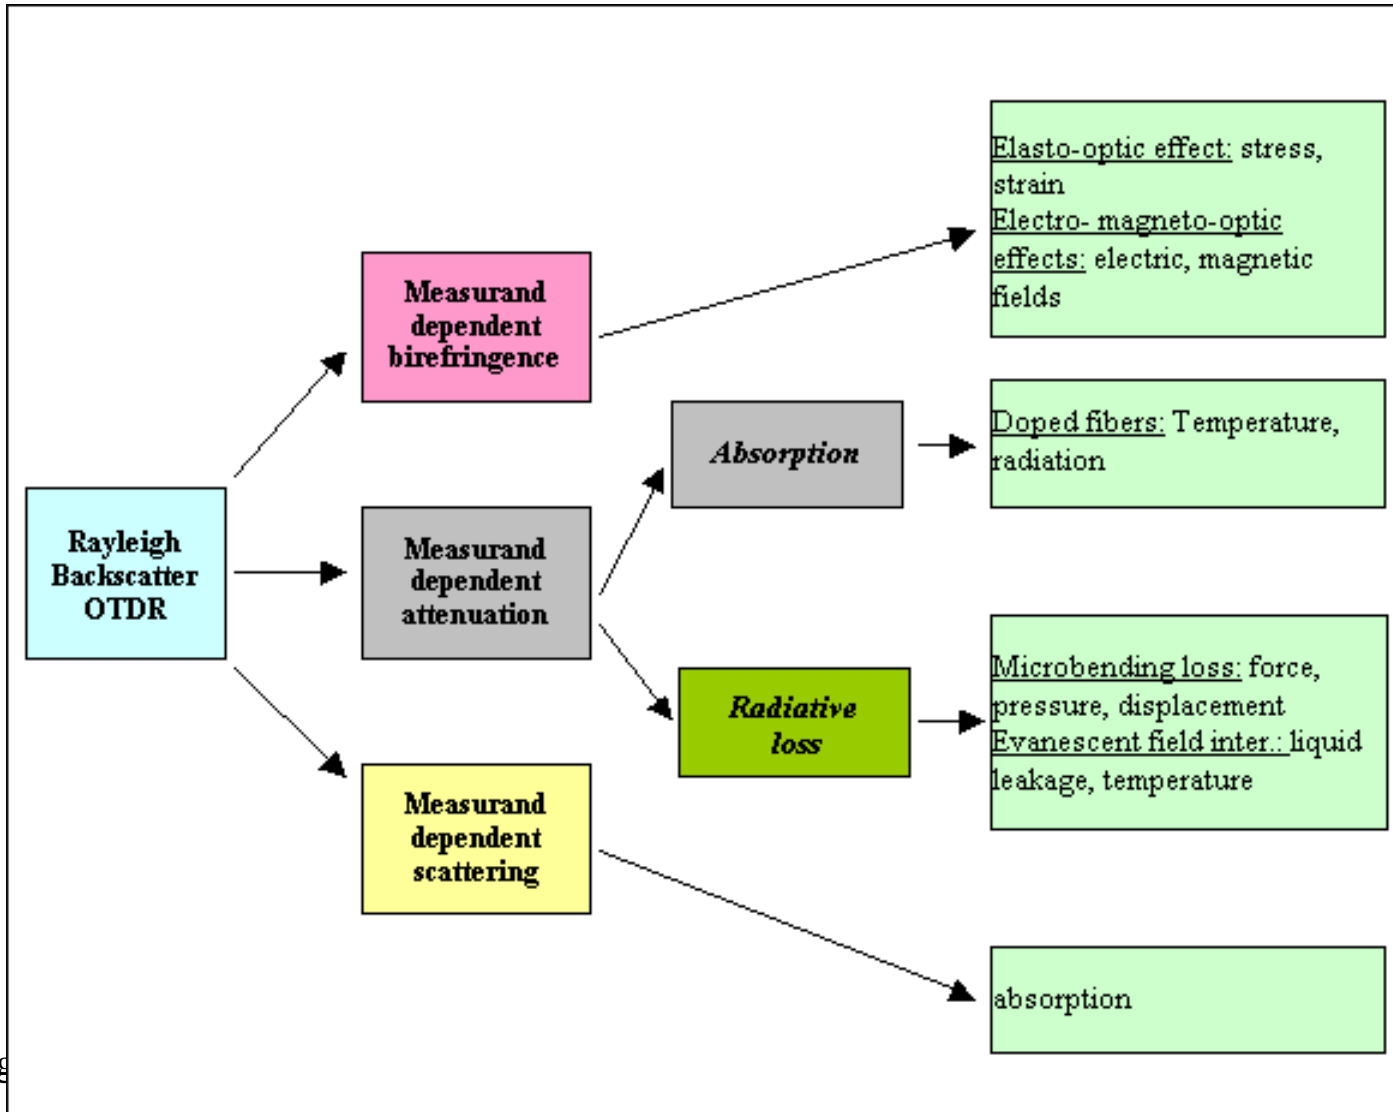 Elasto-optic effect: stress,
strain
Electro- magneto-optic
effects: electric, magnetic
fields
Measurand
dependent
birefringence
Doped fibers: Temperature,
radiation
Absorption
Rayleigh
Backscatter
OTDR
Measurand
dependent
attenuation
Microbending loss: force,
pressure, displacement
Evanescent field inter.: liquid
leakage, temperature
Radiative
loss
Measurand
dependent
scattering
absorption